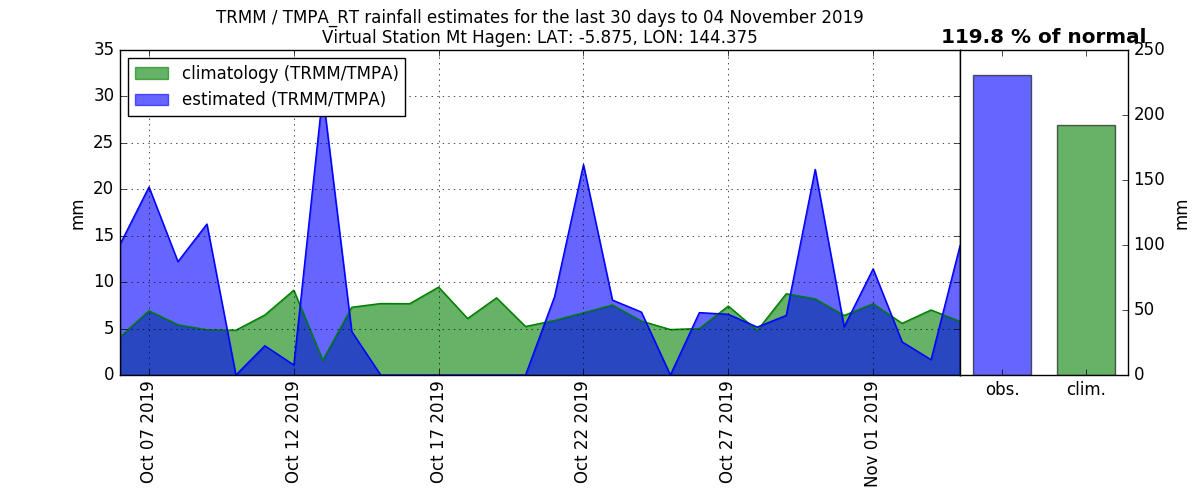 TRMM / TMPA_RT rainfall estimates for the last 30 days to 04 November 2019
Virtual Station Mt Hagen: LAT: -5.875, LON: 144.375
119.8 % of normal
climatology (TRMM/TMPA)
estimated (TRMM/TMPA)
35
30
25
20
15
10
5
0
mm
Oct 07 2019
Oct 12 2019
Oct 17 2019
Oct 22 2019
Oct 27 2019
Nov 01 2019
250
200
150
100
50
0
mm
obs.
clim.